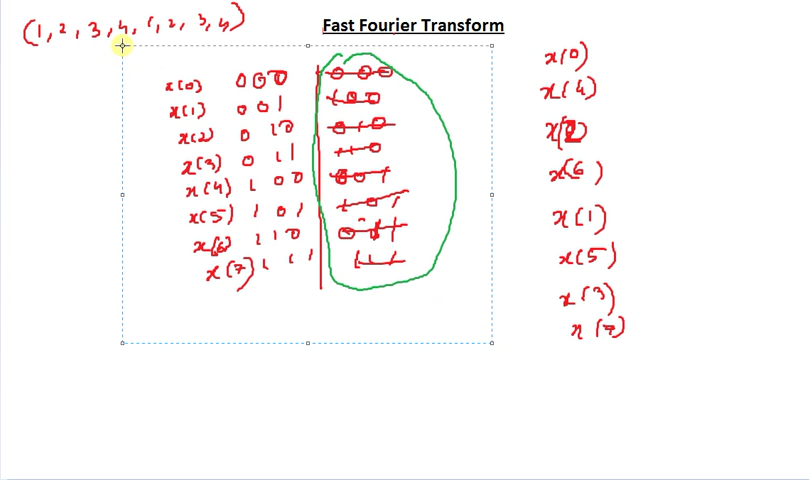 Fast Fourier Transform
(1, 2, 3, 4, 1, 2, 3, 4)
x(0) 000 000
x(1) 001 100
x(2) 010 010
x(3) 011 110
x(4) 100 001
x(5) 101 101
x(6) 110 011
x(7) 111 111
x(0)
x(4)
x(2)
x(6)
x(1)
x(5)
x(3)
x(7)